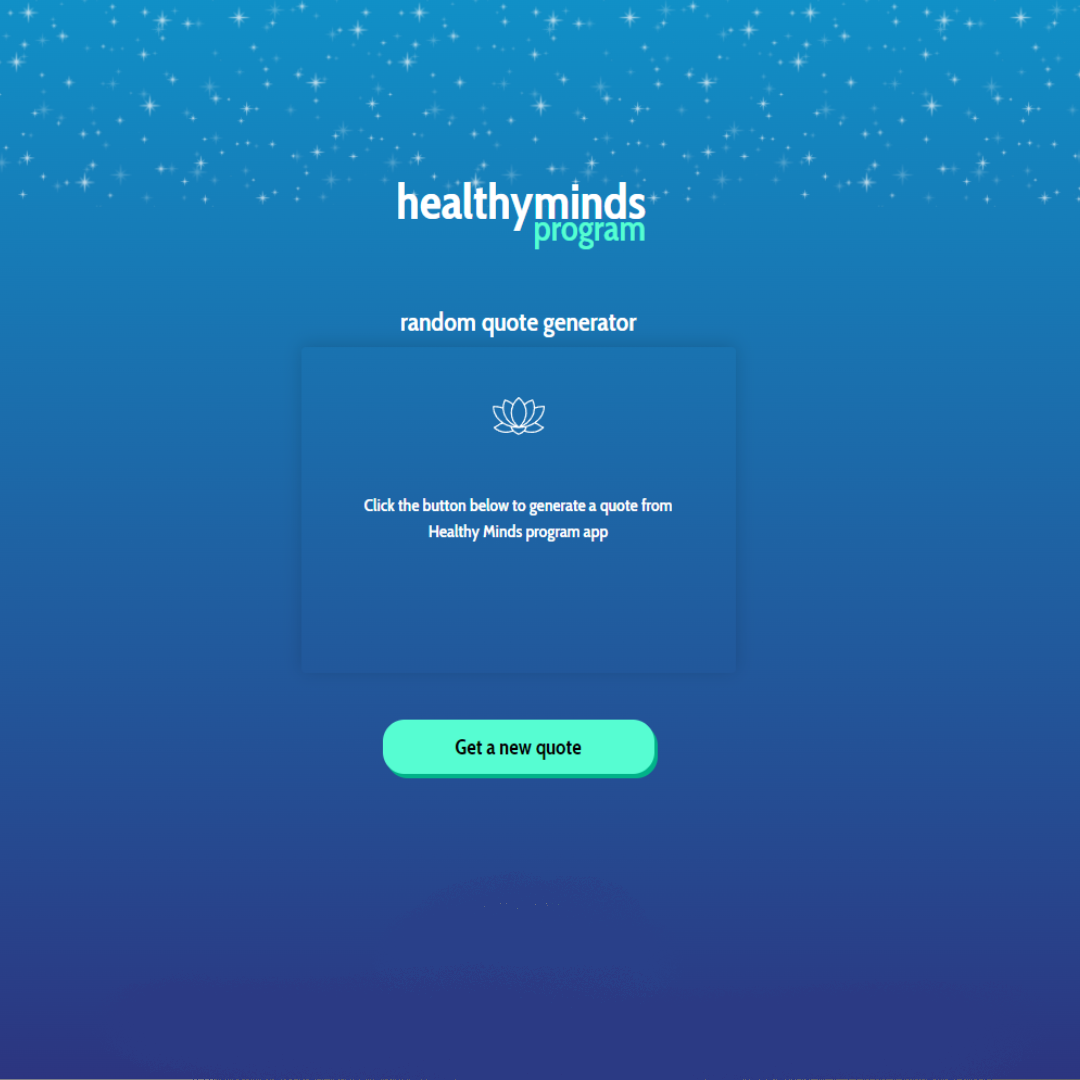 healthyminds
program
random quote generator
Click the button below to generate a quote from
Healthy Minds program app
Get a new quote